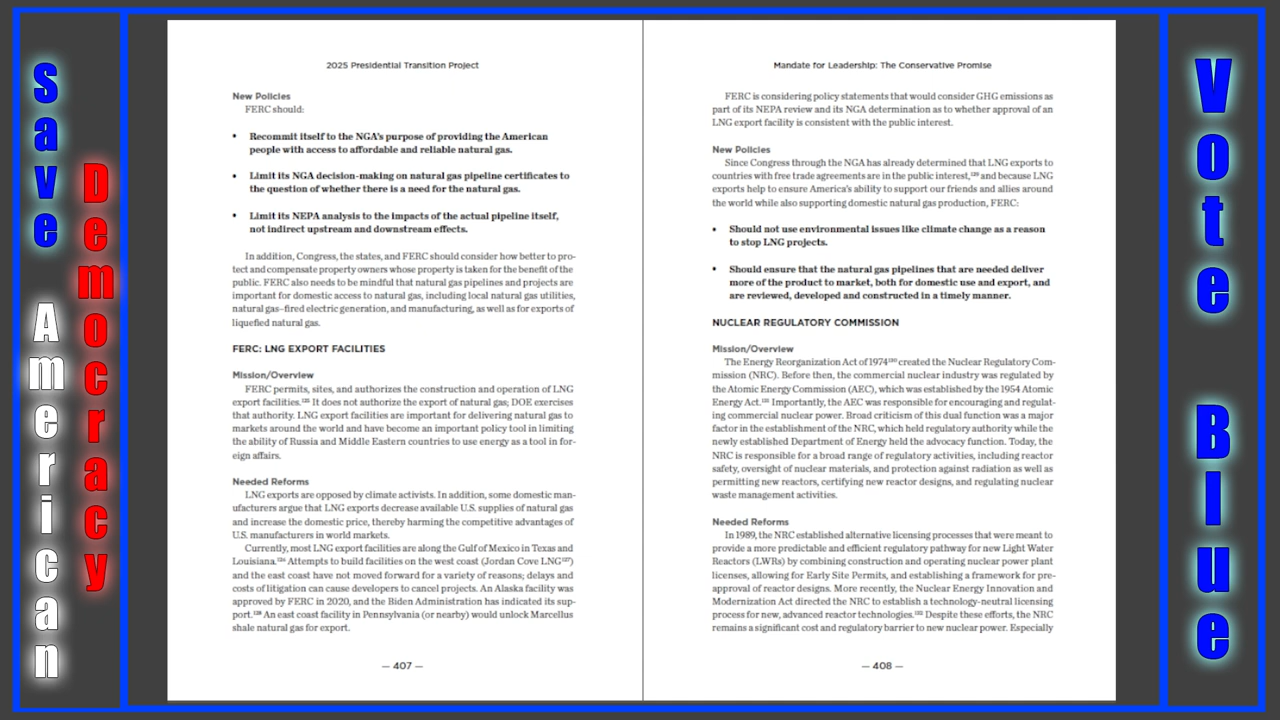 Save
American
Democracy
2025 Presidential Transition Project
New Policies
FERC should:
• Recommit itself to the NGA's purpose of providing the American
people with access to affordable and reliable natural gas.
• Limit its NGA decision-making on natural gas pipeline certificates to
the question of whether there is a need for the natural gas.
• Limit its NEPA analysis to the impacts of the actual pipeline itself,
not indirect upstream and downstream effects.
In addition, Congress, the states, and FERC should consider how better to pro-
tect and compensate property owners whose property is taken for the benefit of the
public. FERC also needs to be mindful that natural gas pipelines and projects are
important for domestic access to natural gas, including local natural gas utilities,
natural gas–fired electric generation, and manufacturing, as well as for exports of
liquefied natural gas.
FERC: LNG EXPORT FACILITIES
Mission/Overview
FERC permits, sites, and authorizes the construction and operation of LNG
export facilities.¹²⁵ It does not authorize the export of natural gas; DOE exercises
that authority. LNG export facilities are important for delivering natural gas to
markets around the world and have become an important policy tool in limiting
the ability of Russia and Middle Eastern countries to use energy as a tool in for-
eign affairs.
Needed Reforms
LNG exports are opposed by climate activists. In addition, some domestic man-
ufacturers argue that LNG exports decrease available U.S. supplies of natural gas
and increase the domestic price, thereby harming the competitive advantages of
U.S. manufacturers in world markets.
Currently, most LNG export facilities are along the Gulf of Mexico in Texas and
Louisiana.¹²⁶ Attempts to build facilities on the west coast (Jordan Cove LNG¹²⁷)
and the east coast have not moved forward for a variety of reasons; delays and
costs of litigation can cause developers to cancel projects. An Alaska facility was
approved by FERC in 2020, and the Biden Administration has indicated its sup-
port.¹²⁸ An east coast facility in Pennsylvania (or nearby) would unlock Marcellus
shale natural gas for export.
— 407 —
Mandate for Leadership: The Conservative Promise
FERC is considering policy statements that would consider GHG emissions as
part of its NEPA review and its NGA determination as to whether approval of an
LNG export facility is consistent with the public interest.
New Policies
Since Congress through the NGA has already determined that LNG exports to
countries with free trade agreements are in the public interest,¹²⁹ and because LNG
exports help to ensure America's ability to support our friends and allies around
the world while also supporting domestic natural gas production, FERC:
• Should not use environmental issues like climate change as a reason
to stop LNG projects.
• Should ensure that the natural gas pipelines that are needed deliver
more of the product to market, both for domestic use and export, and
are reviewed, developed and constructed in a timely manner.
NUCLEAR REGULATORY COMMISSION
Mission/Overview
The Energy Reorganization Act of 1974¹³⁰ created the Nuclear Regulatory Com-
mission (NRC). Before then, the commercial nuclear industry was regulated by
the Atomic Energy Commission (AEC), which was established by the 1954 Atomic
Energy Act.¹³¹ Importantly, the AEC was responsible for encouraging and regulat-
ing commercial nuclear power. Broad criticism of this dual function was a major
factor in the establishment of the NRC, which held regulatory authority while the
newly established Department of Energy held the advocacy function. Today, the
NRC is responsible for a broad range of regulatory activities, including reactor
safety, oversight of nuclear materials, and protection against radiation as well as
permitting new reactors, certifying new reactor designs, and regulating nuclear
waste management activities.
Needed Reforms
In 1989, the NRC established alternative licensing processes that were meant to
provide a more predictable and efficient regulatory pathway for new Light Water
Reactors (LWRs) by combining construction and operating nuclear power plant
licenses, allowing for Early Site Permits, and establishing a framework for pre-
approval of reactor designs. More recently, the Nuclear Energy Innovation and
Modernization Act directed the NRC to establish a technology-neutral licensing
process for new, advanced reactor technologies.¹³² Despite these efforts, the NRC
remains a significant cost and regulatory barrier to new nuclear power. Especially
— 408 —
Vote
Blue